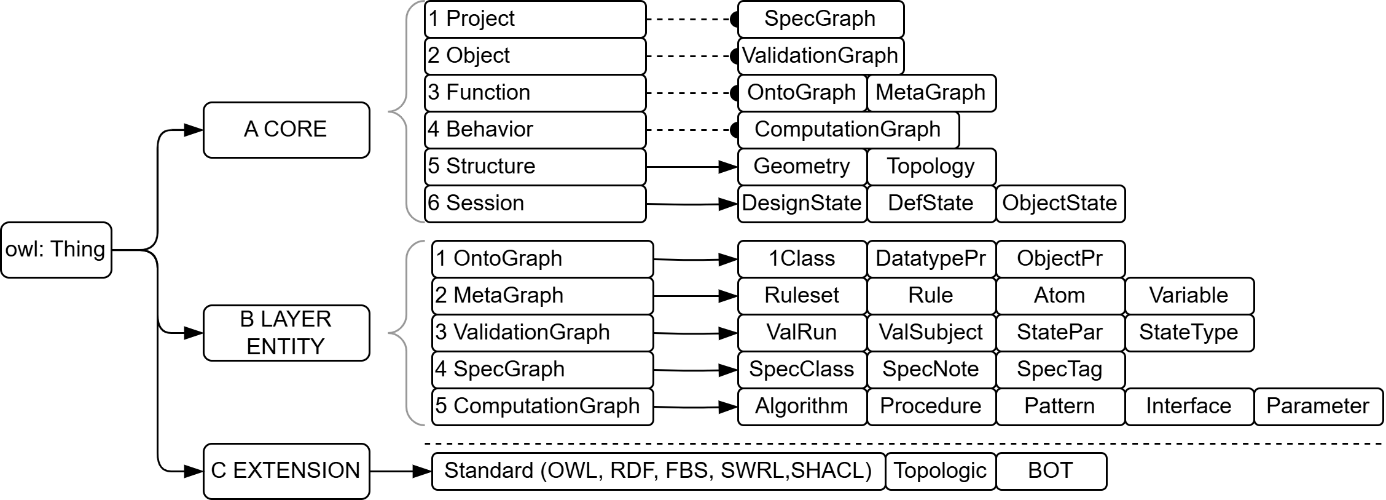 1 Project
SpecGraph
2 Object
ValidationGraph
3 Function
OntoGraph
MetaGraph
A CORE
4 Behavior
ComputationGraph
5 Structure
Geometry
Topology
6 Session
DesignState
DefState
ObjectState
owl: Thing
1 OntoGraph
1Class
DatatypePr
ObjectPr
2 MetaGraph
Ruleset
Rule
Atom
Variable
B LAYER
ENTITY
3 ValidationGraph
ValRun
ValSubject
StatePar
StateType
4 SpecGraph
SpecClass
SpecNote
SpecTag
5 ComputationGraph
Algorithm
Procedure
Pattern
Interface
Parameter
C EXTENSION
Standard (OWL, RDF, FBS, SWRL,SHACL)
Topologic
BOT